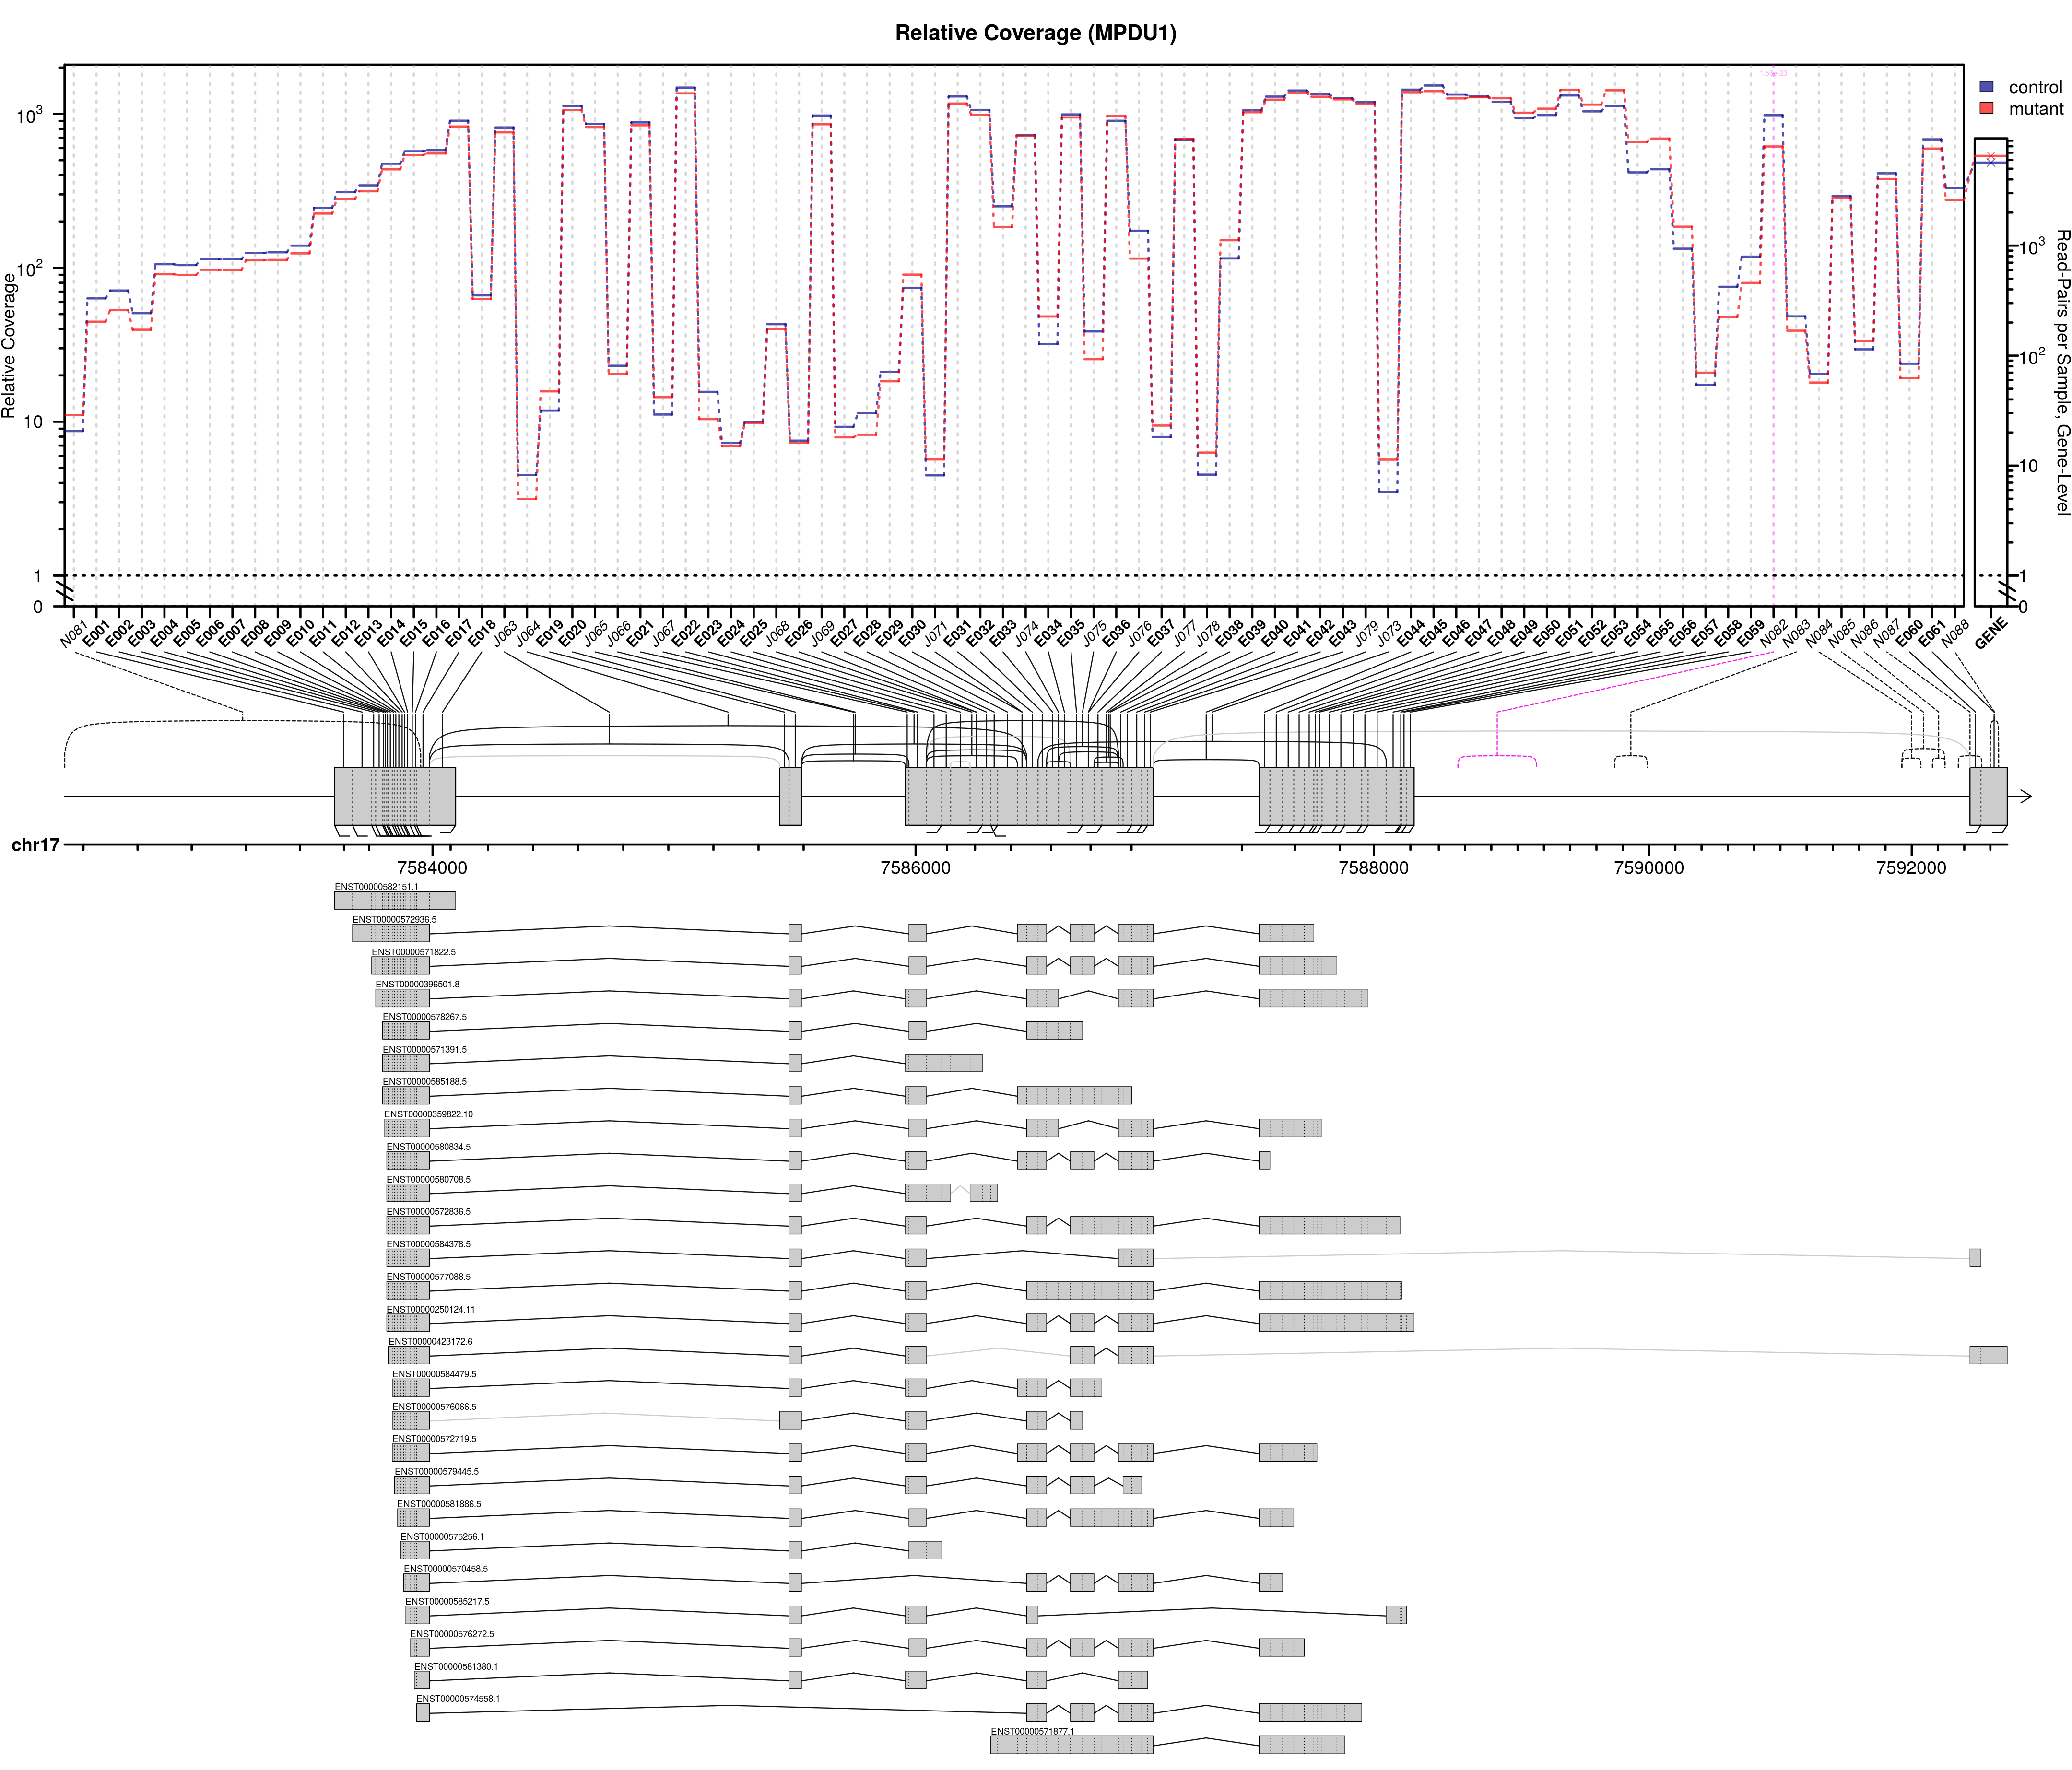 Relative Coverage (MPDU1)
control
mutant
Relative Coverage
10³
10²
10
1
0
Read-Pairs per Sample, Gene-Level
10³
10²
10
1
0
N081 E001 E002 E003 E004 E005 E006 E007 E008 E009 E010 E011 E012 E013 E014 E015 E016 E017 E018 J063 J064 E019 E020 J065 J066 E021 J067 E022 E023 E024 E025 J068 E026 J069 E027 E028 E029 E030 J071 E031 E032 E033 J074 E034 E035 J075 E036 J076 E037 J077 J078 E038 E039 E040 E041 E042 E043 J079 J073 E044 E045 E046 E047 E048 E049 E050 E051 E052 E053 E054 E055 E056 E057 E058 E059 N082 N083 N084 N085 N086 N087 E060 E061 N088 GENE
chr17
7584000 7586000 7588000 7590000 7592000
ENST00000582151.1
ENST00000572936.5
ENST00000571822.5
ENST00000396501.8
ENST00000578267.5
ENST00000571391.5
ENST00000585188.5
ENST00000359822.10
ENST00000580834.5
ENST00000580708.5
ENST00000572836.5
ENST00000584378.5
ENST00000577088.5
ENST00000250124.11
ENST00000423172.6
ENST00000584479.5
ENST00000576066.5
ENST00000572719.5
ENST00000579445.5
ENST00000581886.5
ENST00000575256.1
ENST00000570458.5
ENST00000585217.5
ENST00000576272.5
ENST00000581380.1
ENST00000574558.1
ENST00000571877.1